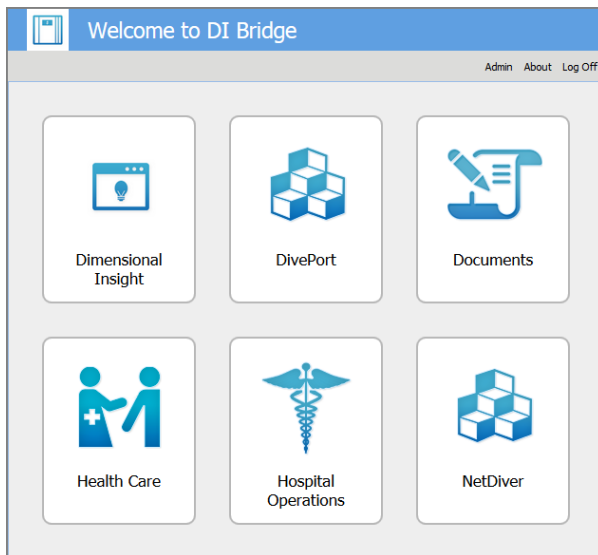 Welcome to DI Bridge
Admin About Log Off
Dimensional
Insight
DivePort
Documents
Health Care
Hospital
Operations
NetDiver